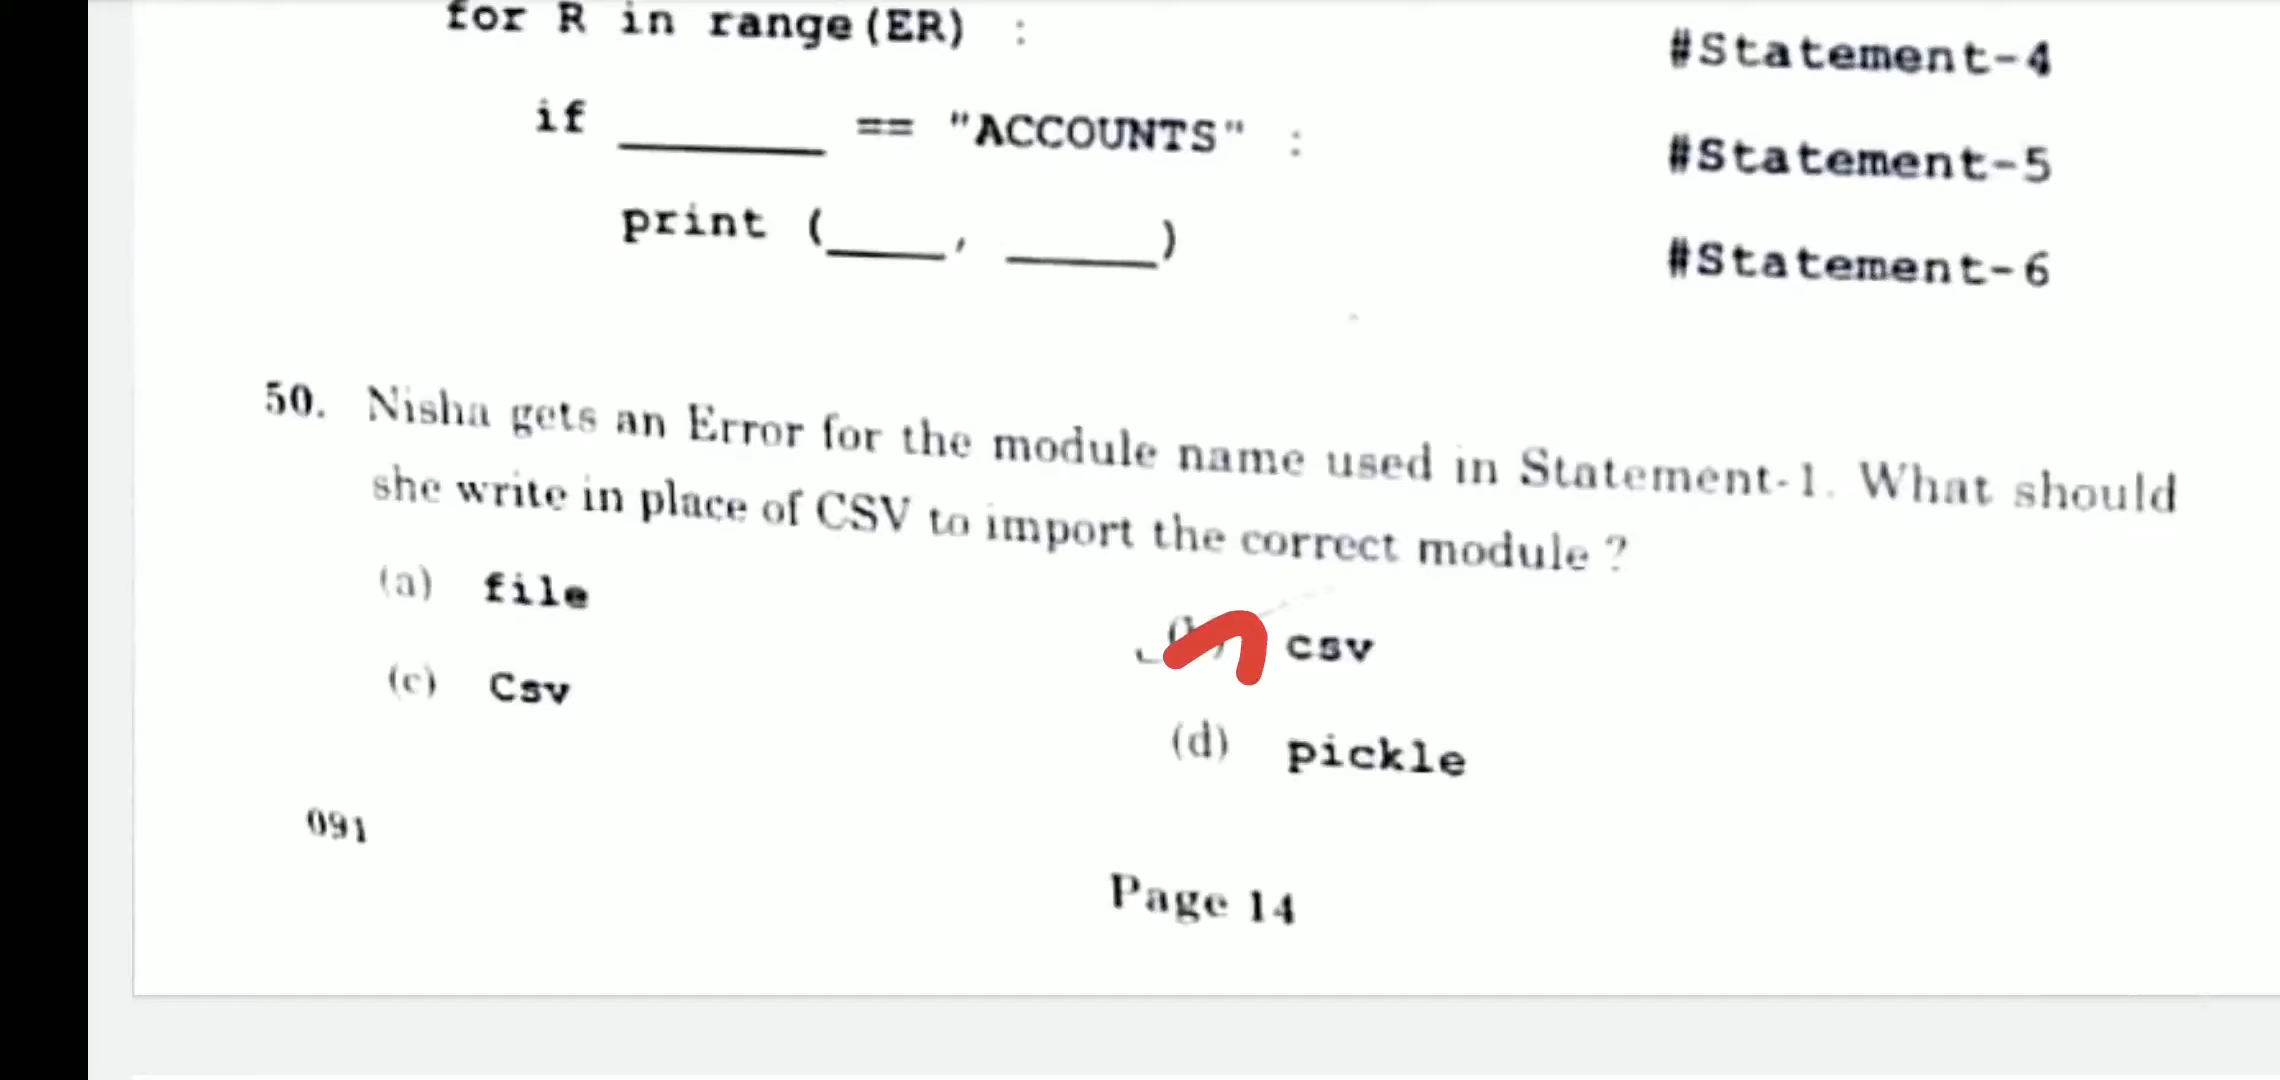 for R in range(ER) : #Statement-4
if ______ == "ACCOUNTS" : #Statement-5
print (____, _____) #Statement-6
50. Nisha gets an Error for the module name used in Statement-1. What should
she write in place of CSV to import the correct module ?
(a) file
csv
(c) Csv
(d) pickle
091
Page 14